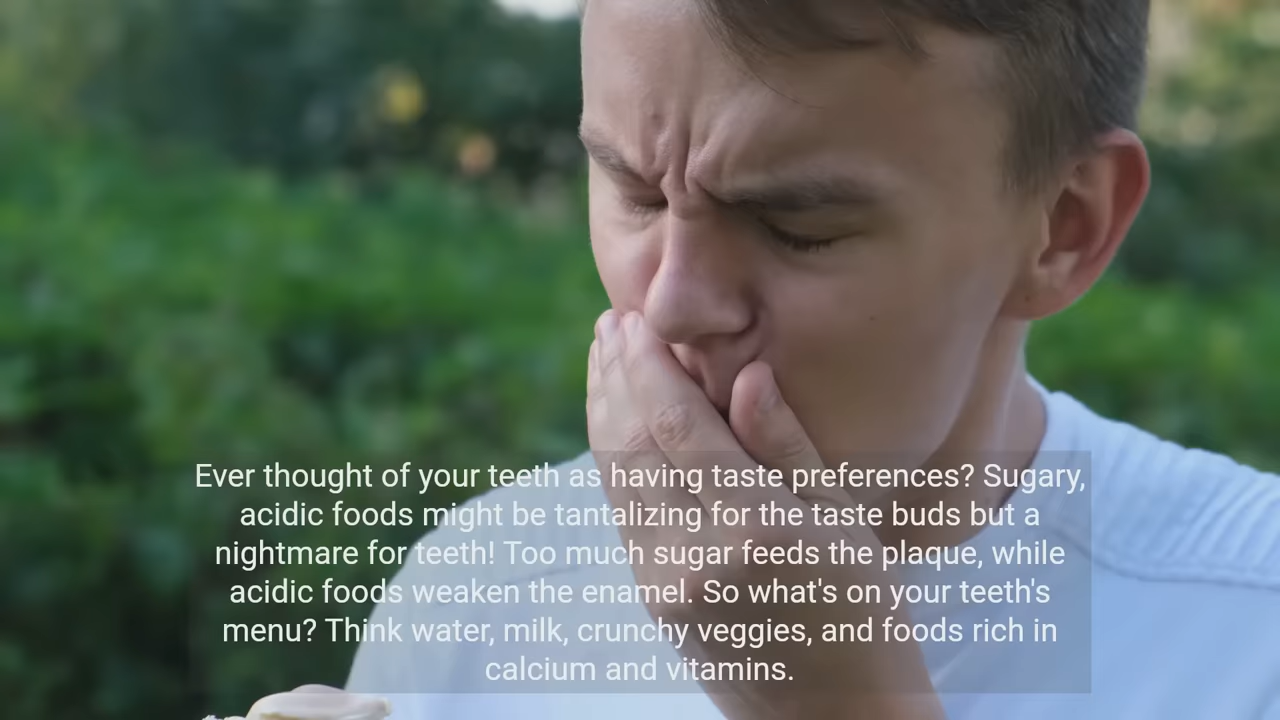 Ever thought of your teeth as having taste preferences? Sugary,
acidic foods might be tantalizing for the taste buds but a
nightmare for teeth! Too much sugar feeds the plaque, while
acidic foods weaken the enamel. So what's on your teeth's
menu? Think water, milk, crunchy veggies, and foods rich in
calcium and vitamins.